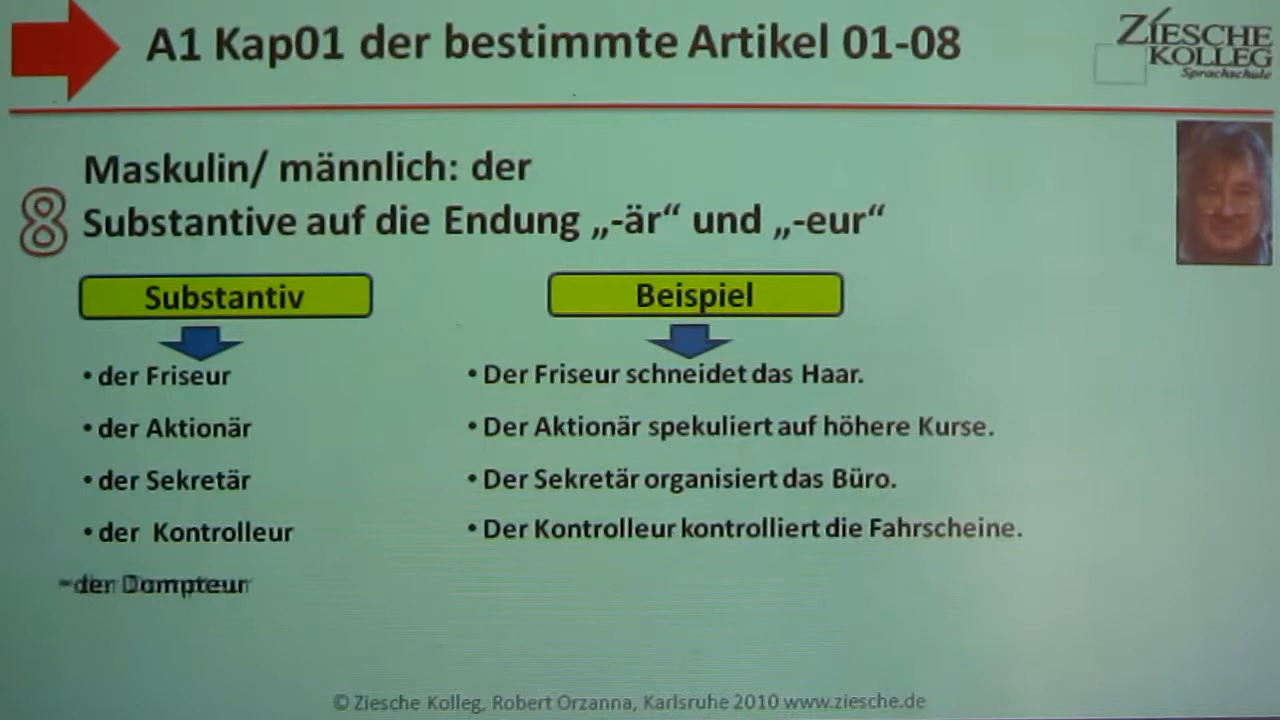 A1 Kap01 der bestimmte Artikel 01-08
ZIESCHE
KOLLEG
Sprachschule
Maskulin/ männlich: der
8
Substantive auf die Endung „-är“ und „-eur“
Substantiv
Beispiel
• der Friseur
• Der Friseur schneidet das Haar.
• der Aktionär
• Der Aktionär spekuliert auf höhere Kurse.
• der Sekretär
• Der Sekretär organisiert das Büro.
• der Kontrolleur
• Der Kontrolleur kontrolliert die Fahrscheine.
der Dompteur
© Ziesche Kolleg, Robert Orzanna, Karlsruhe 2010 www.ziesche.de